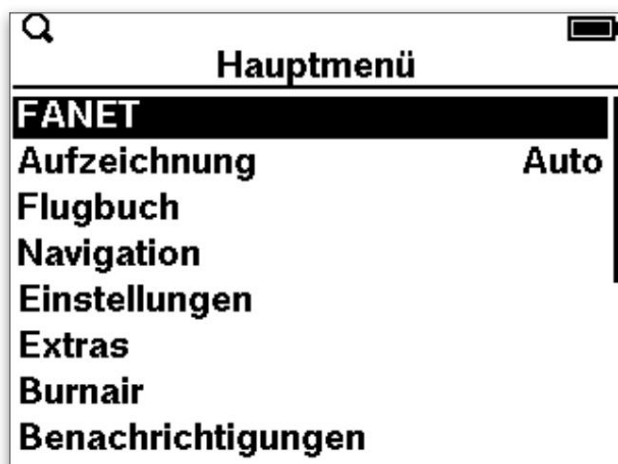 Hauptmenü
FANET
Aufzeichnung Auto
Flugbuch
Navigation
Einstellungen
Extras
Burnair
Benachrichtigungen